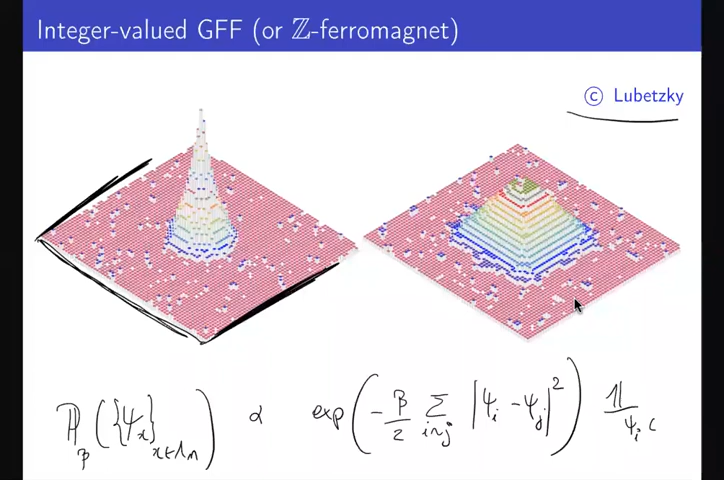 Integer-valued GFF (or ℤ-ferromagnet)
© Lubetzky
ℙ_β ({Ψ_x}_{x∈Λ_n}) ∝ exp(-β/2 Σ_{i~j} |Ψ_i - Ψ_j|^2) 𝟙_{Ψ_i ∈